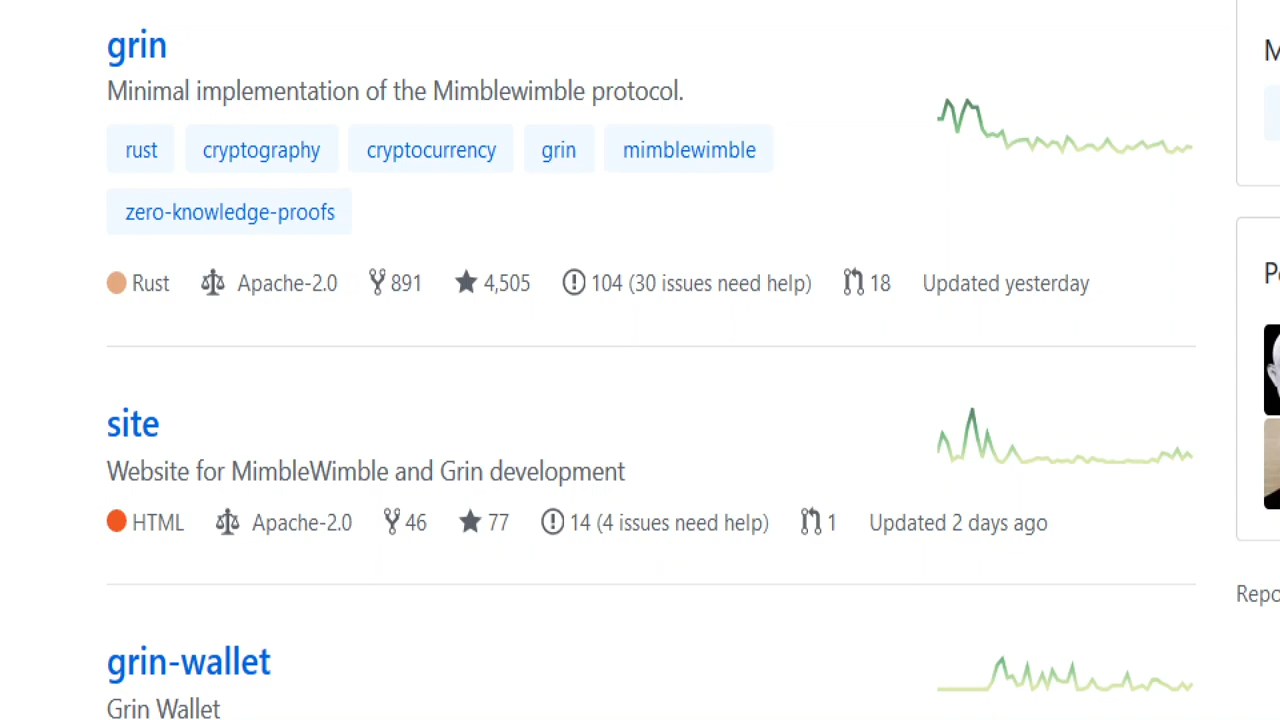 grin
Minimal implementation of the Mimblewimble protocol.
rust cryptography cryptocurrency grin mimblewimble
zero-knowledge-proofs
Rust Apache-2.0 891 4,505 104 (30 issues need help) 18 Updated yesterday
site
Website for MimbleWimble and Grin development
HTML Apache-2.0 46 77 14 (4 issues need help) 1 Updated 2 days ago
grin-wallet
Grin Wallet
M
Repo